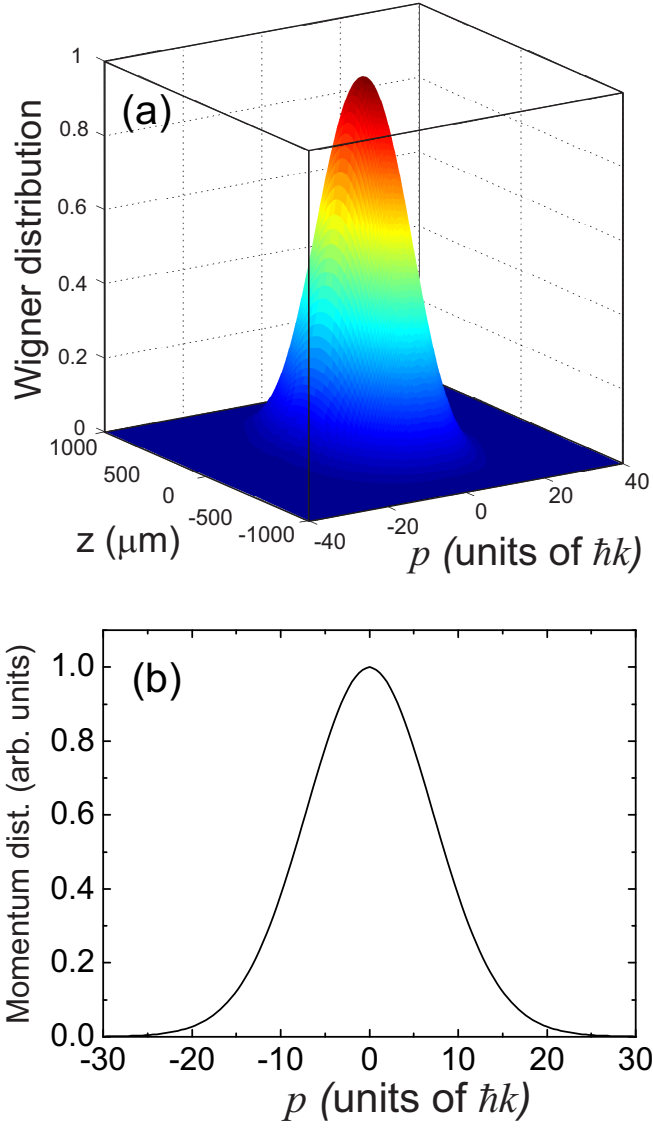 (a)
Wigner distribution
1
0.8
0.6
0.4
0.2
0
1000
500
0
-500
-1000
z (μm)
-40
-20
0
20
40
p (units of ħk)
(b)
Momentum dist. (arb. units)
1.0
0.8
0.6
0.4
0.2
0.0
-30 -20 -10 0 10 20 30
p (units of ħk)